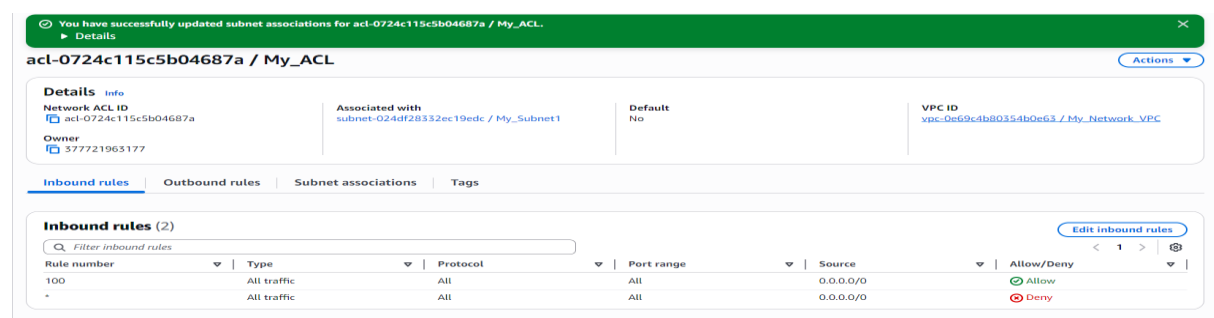 You have successfully updated subnet associations for acl-0724c115c5b04687a / My_ACL.
▶ Details
acl-0724c115c5b04687a / My_ACL
Actions ▼
Details Info
Network ACL ID
acl-0724c115c5b04687a
Associated with
subnet-024df28332ec19edc / My_Subnet1
Default
No
VPC ID
vpc-0e69c4b80354b0e63 / My_Network_VPC
Owner
377721963177
Inbound rules | Outbound rules | Subnet associations | Tags
Inbound rules (2)
Edit inbound rules
Filter inbound rules
< 1 >
Rule number | Type | Protocol | Port range | Source | Allow/Deny
100 All traffic All All 0.0.0.0/0 Allow
* All traffic All All 0.0.0.0/0 Deny